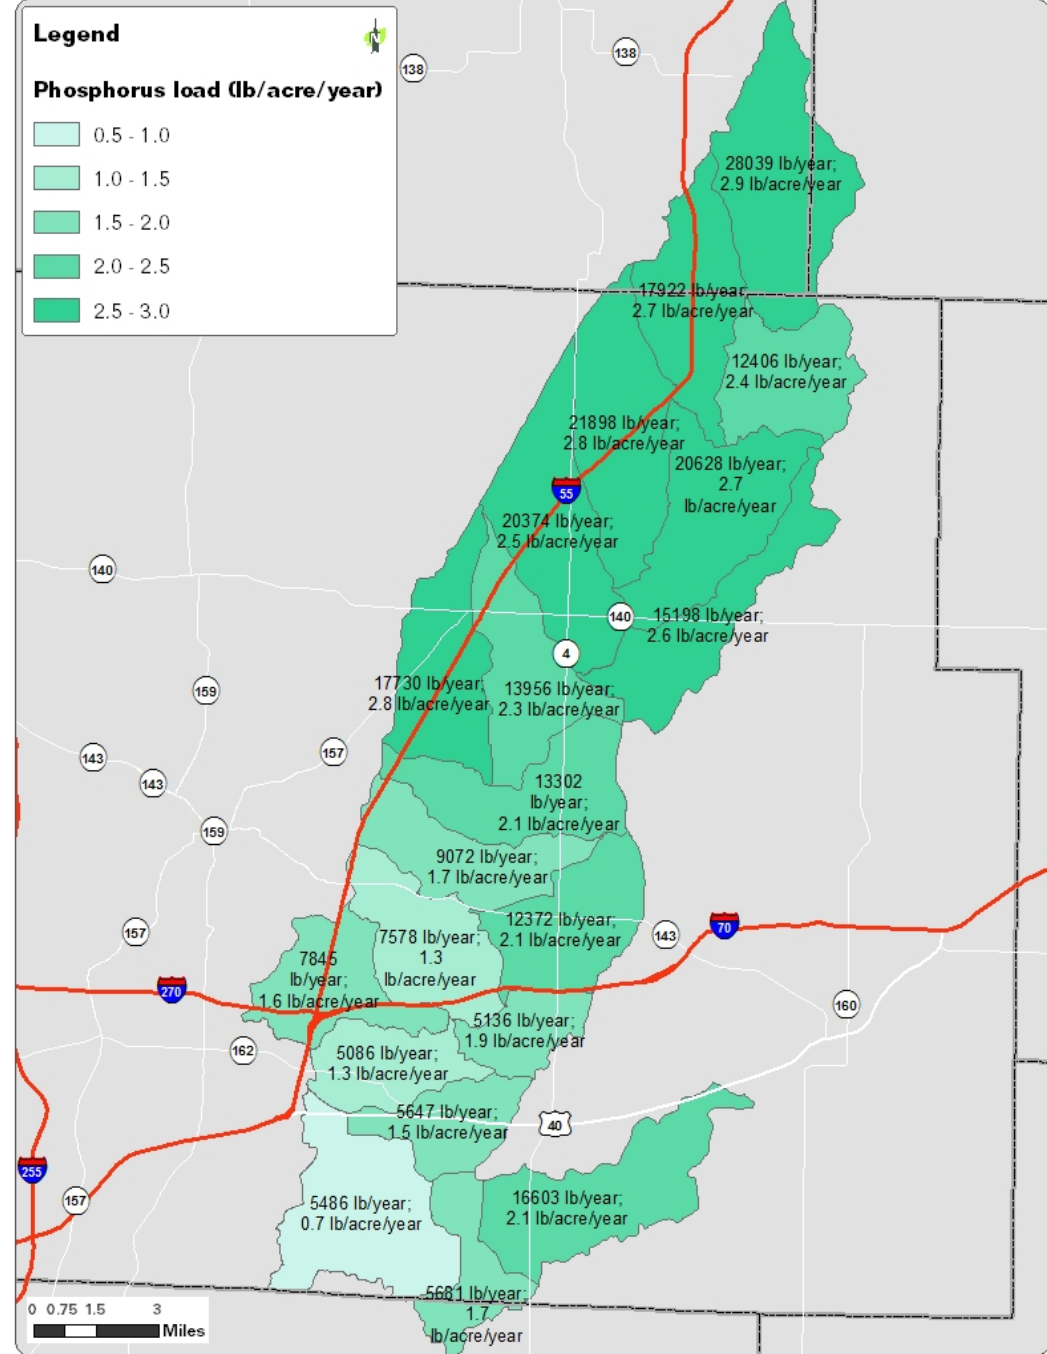 Legend
N
Phosphorus load (lb/acre/year)
0.5 - 1.0
1.0 - 1.5
1.5 - 2.0
2.0 - 2.5
2.5 - 3.0
138
138
28039 lb/year;
2.9 lb/acre/year
17922 lb/year;
2.7 lb/acre/year
12406 lb/year;
2.4 lb/acre/year
21898 lb/year;
2.8 lb/acre/year
20628 lb/year;
2.7
lb/acre/year
55
20374 lb/year;
2.5 lb/acre/year
140
140
15198 lb/year;
2.6 lb/acre/year
4
159
17730 lb/year;
2.8 lb/acre/year
13956 lb/year;
2.3 lb/acre/year
143
157
143
13302
lb/year;
2.1 lb/acre/year
159
9072 lb/year;
1.7 lb/acre/year
157
12372 lb/year;
2.1 lb/acre/year
143
70
7578 lb/year;
1.3
lb/acre/year
7845
lb/year;
1.6 lb/acre/year
270
160
5136 lb/year;
1.9 lb/acre/year
162
5086 lb/year;
1.3 lb/acre/year
5647 lb/year;
1.5 lb/acre/year
40
255
157
5486 lb/year;
0.7 lb/acre/year
16603 lb/year;
2.1 lb/acre/year
5681 lb/year;
1.7
lb/acre/year
0 0.75 1.5 3
Miles